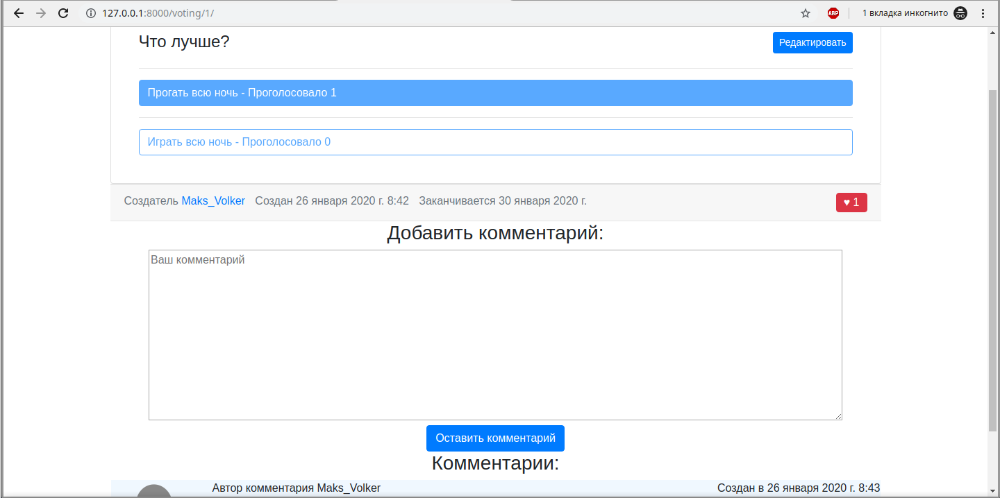 127.0.0.1:8000/voting/1/ ABP 1 вкладка инкогнито
Что лучше? Редактировать
Прогать всю ночь - Проголосовало 1
Играть всю ночь - Проголосовало 0
Создатель Maks_Volker Создан 26 января 2020 г. 8:42 Заканчивается 30 января 2020 г. ♥ 1
Добавить комментарий:
Ваш комментарий
Оставить комментарий
Комментарии:
Автор комментария Maks_Volker Создан в 26 января 2020 г. 8:43